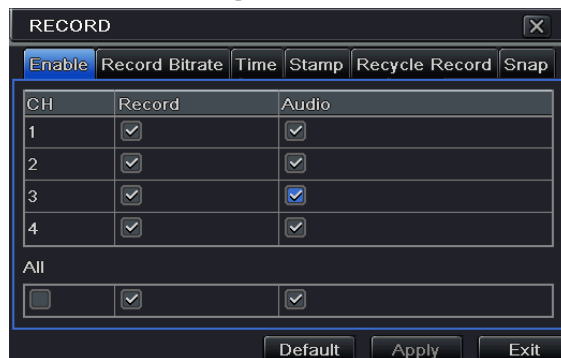 RECORD
Enable Record Bitrate Time Stamp Recycle Record Snap
CH Record Audio
1
2
3
4
All
Default Apply Exit